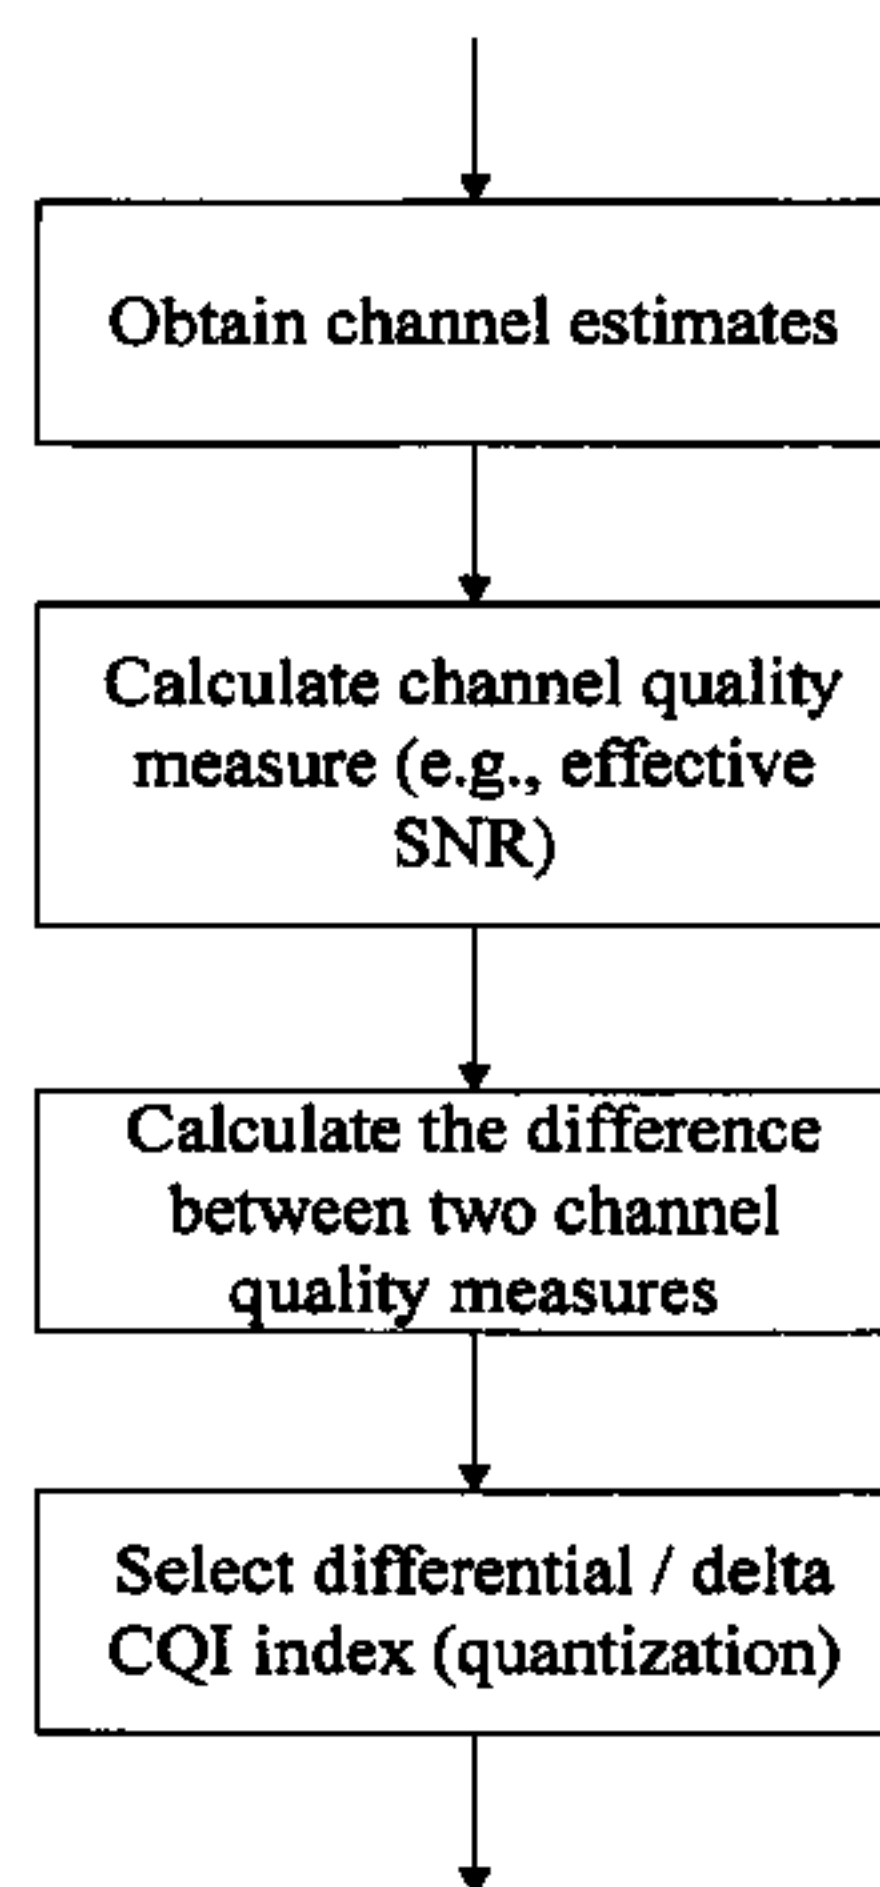 Obtain channel estimates
Calculate channel quality
measure (e.g., effective
SNR)
Calculate the difference
between two channel
quality measures
Select differential / delta
CQI index (quantization)